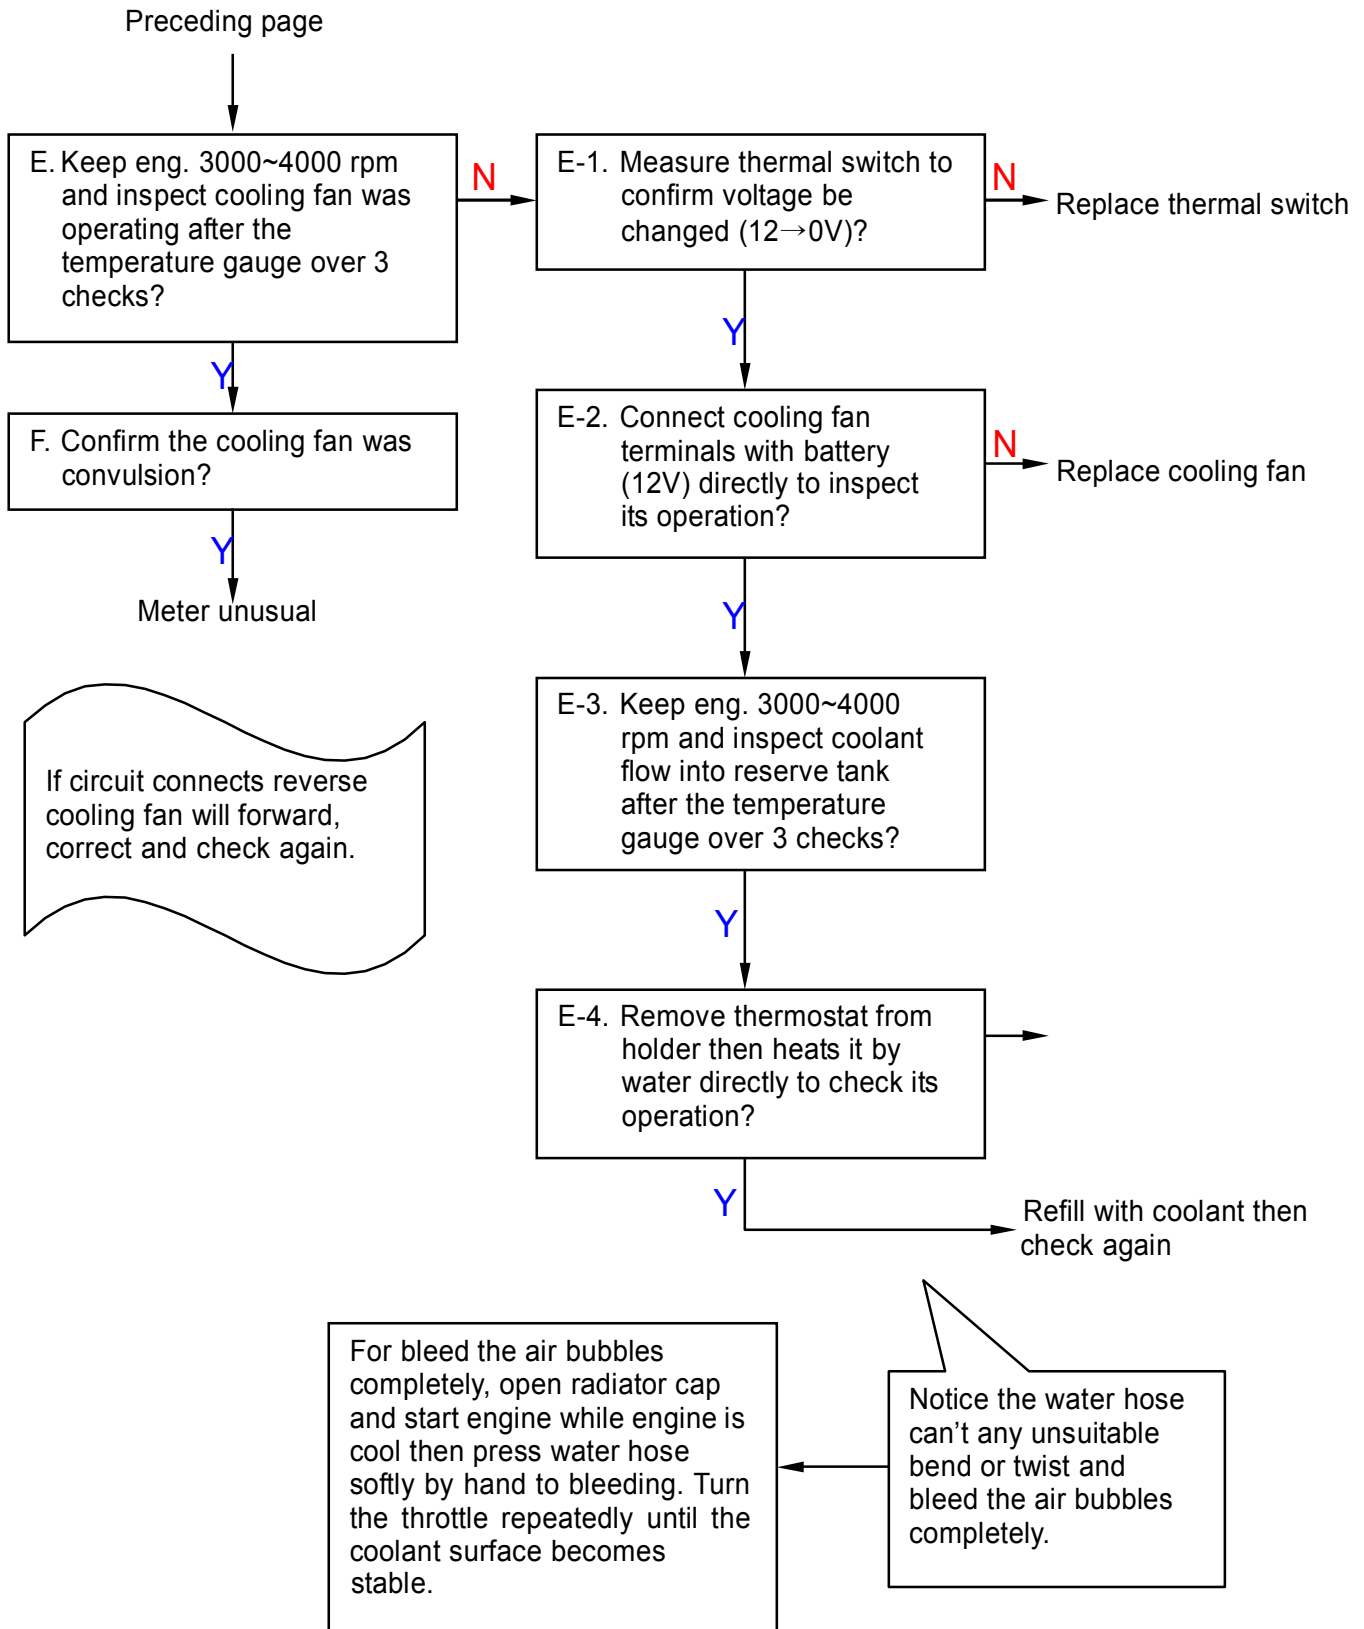 Preceding page
E. Keep eng. 3000~4000 rpm
and inspect cooling fan was
operating after the
temperature gauge over 3
checks?
N
E-1. Measure thermal switch to
confirm voltage be
changed (12→0V)?
N
Replace thermal switch
Y
Y
F. Confirm the cooling fan was
convulsion?
E-2. Connect cooling fan
terminals with battery
(12V) directly to inspect
its operation?
N
Replace cooling fan
Y
Meter unusual
Y
E-3. Keep eng. 3000~4000
rpm and inspect coolant
flow into reserve tank
after the temperature
gauge over 3 checks?
If circuit connects reverse
cooling fan will forward,
correct and check again.
Y
E-4. Remove thermostat from
holder then heats it by
water directly to check its
operation?
Y
Refill with coolant then
check again
For bleed the air bubbles
completely, open radiator cap
and start engine while engine is
cool then press water hose
softly by hand to bleeding. Turn
the throttle repeatedly until the
coolant surface becomes
stable.
Notice the water hose
can't any unsuitable
bend or twist and
bleed the air bubbles
completely.